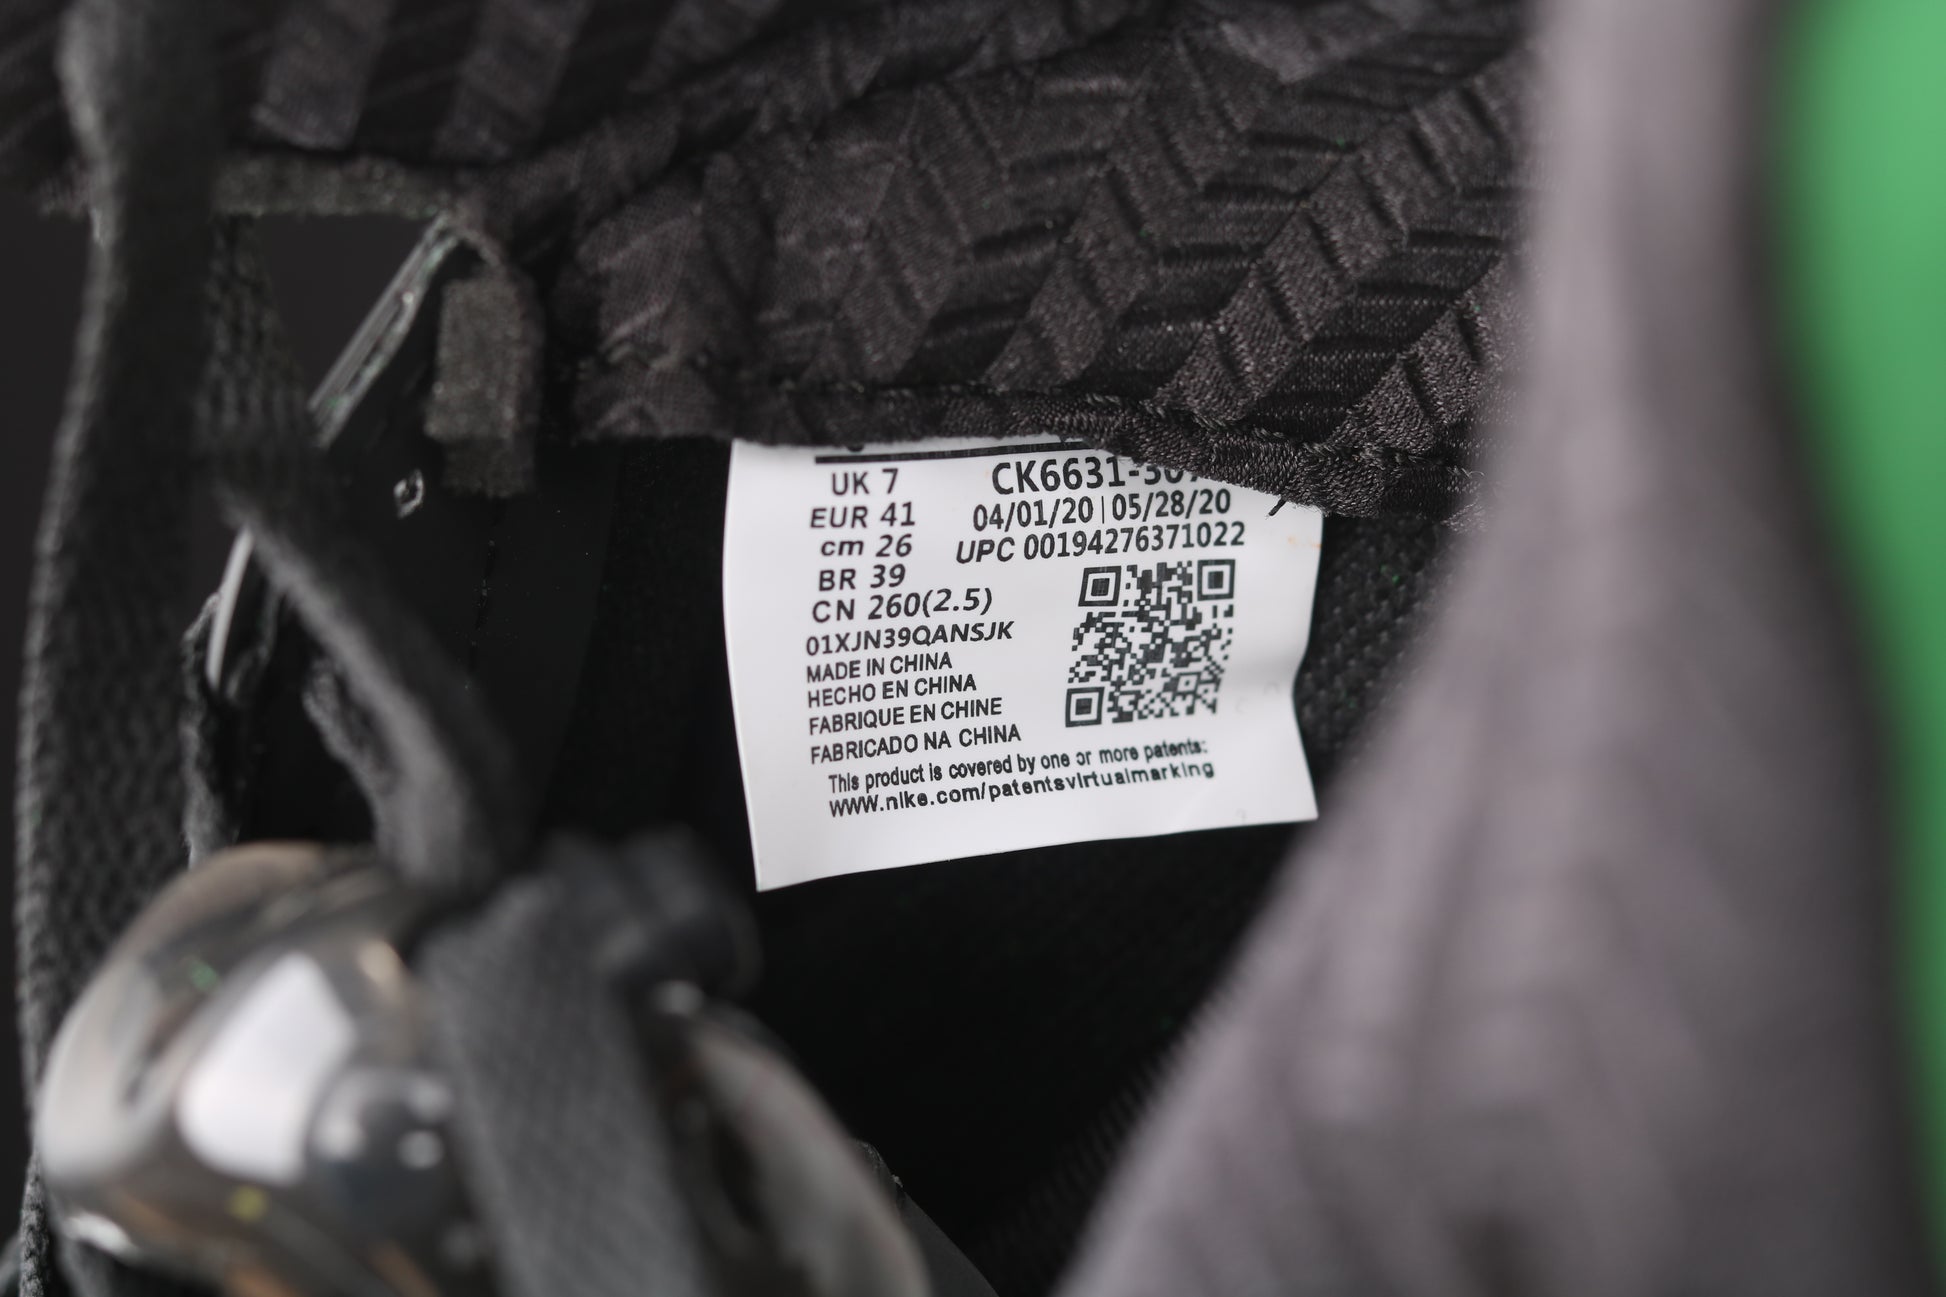 UK 7
EUR 41
cm 26
BR 39
CN 260(2.5)
CK6631-30
04/01/20 | 05/28/20
UPC 00194276371022
01XJN39QANSJK
MADE IN CHINA
HECHO EN CHINA
FABRIQUE EN CHINE
FABRICADO NA CHINA
This product is covered by one or more patents:
www.nike.com/patentsvirtualmarking